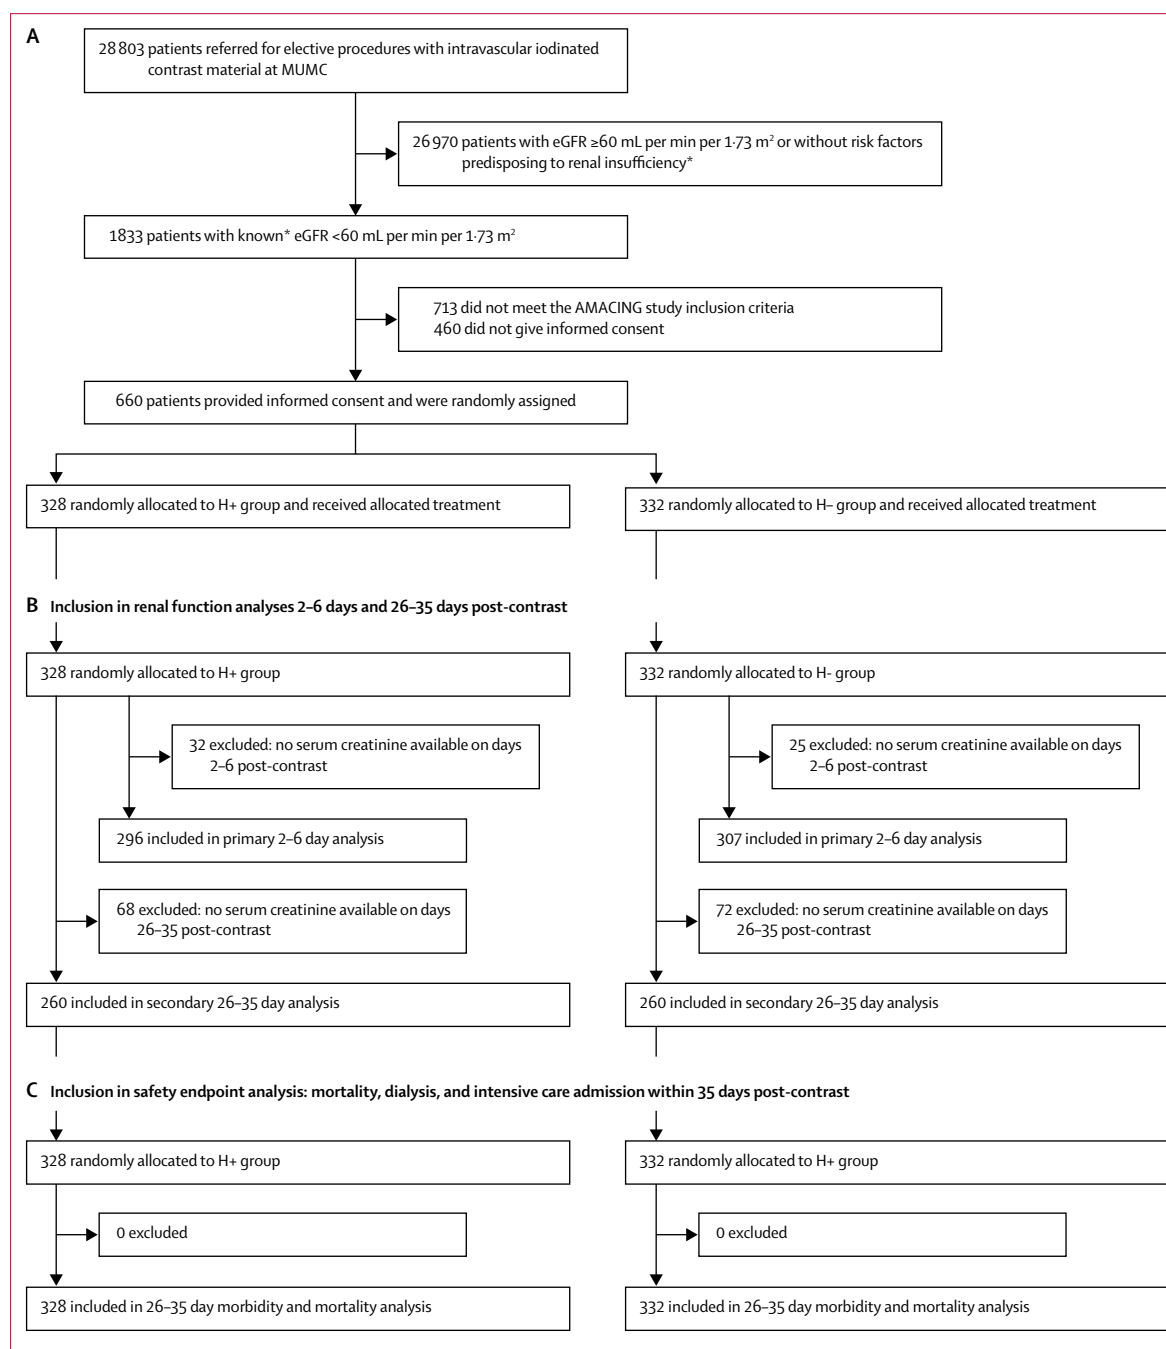 A
28 803 patients referred for elective procedures with intravascular iodinated
contrast material at MUMC
26 970 patients with eGFR ≥60 mL per min per 1·73 m² or without risk factors
predisposing to renal insufficiency*
1833 patients with known* eGFR <60 mL per min per 1·73 m²
713 did not meet the AMACING study inclusion criteria
460 did not give informed consent
660 patients provided informed consent and were randomly assigned
328 randomly allocated to H+ group and received allocated treatment
332 randomly allocated to H– group and received allocated treatment
B Inclusion in renal function analyses 2–6 days and 26–35 days post-contrast
328 randomly allocated to H+ group
332 randomly allocated to H- group
32 excluded: no serum creatinine available on days
2–6 post-contrast
25 excluded: no serum creatinine available on days
2–6 post-contrast
296 included in primary 2–6 day analysis
307 included in primary 2–6 day analysis
68 excluded: no serum creatinine available on days
26–35 post-contrast
72 excluded: no serum creatinine available on days
26–35 post-contrast
260 included in secondary 26–35 day analysis
260 included in secondary 26–35 day analysis
C Inclusion in safety endpoint analysis: mortality, dialysis, and intensive care admission within 35 days post-contrast
328 randomly allocated to H+ group
332 randomly allocated to H+ group
0 excluded
0 excluded
328 included in 26–35 day morbidity and mortality analysis
332 included in 26–35 day morbidity and mortality analysis